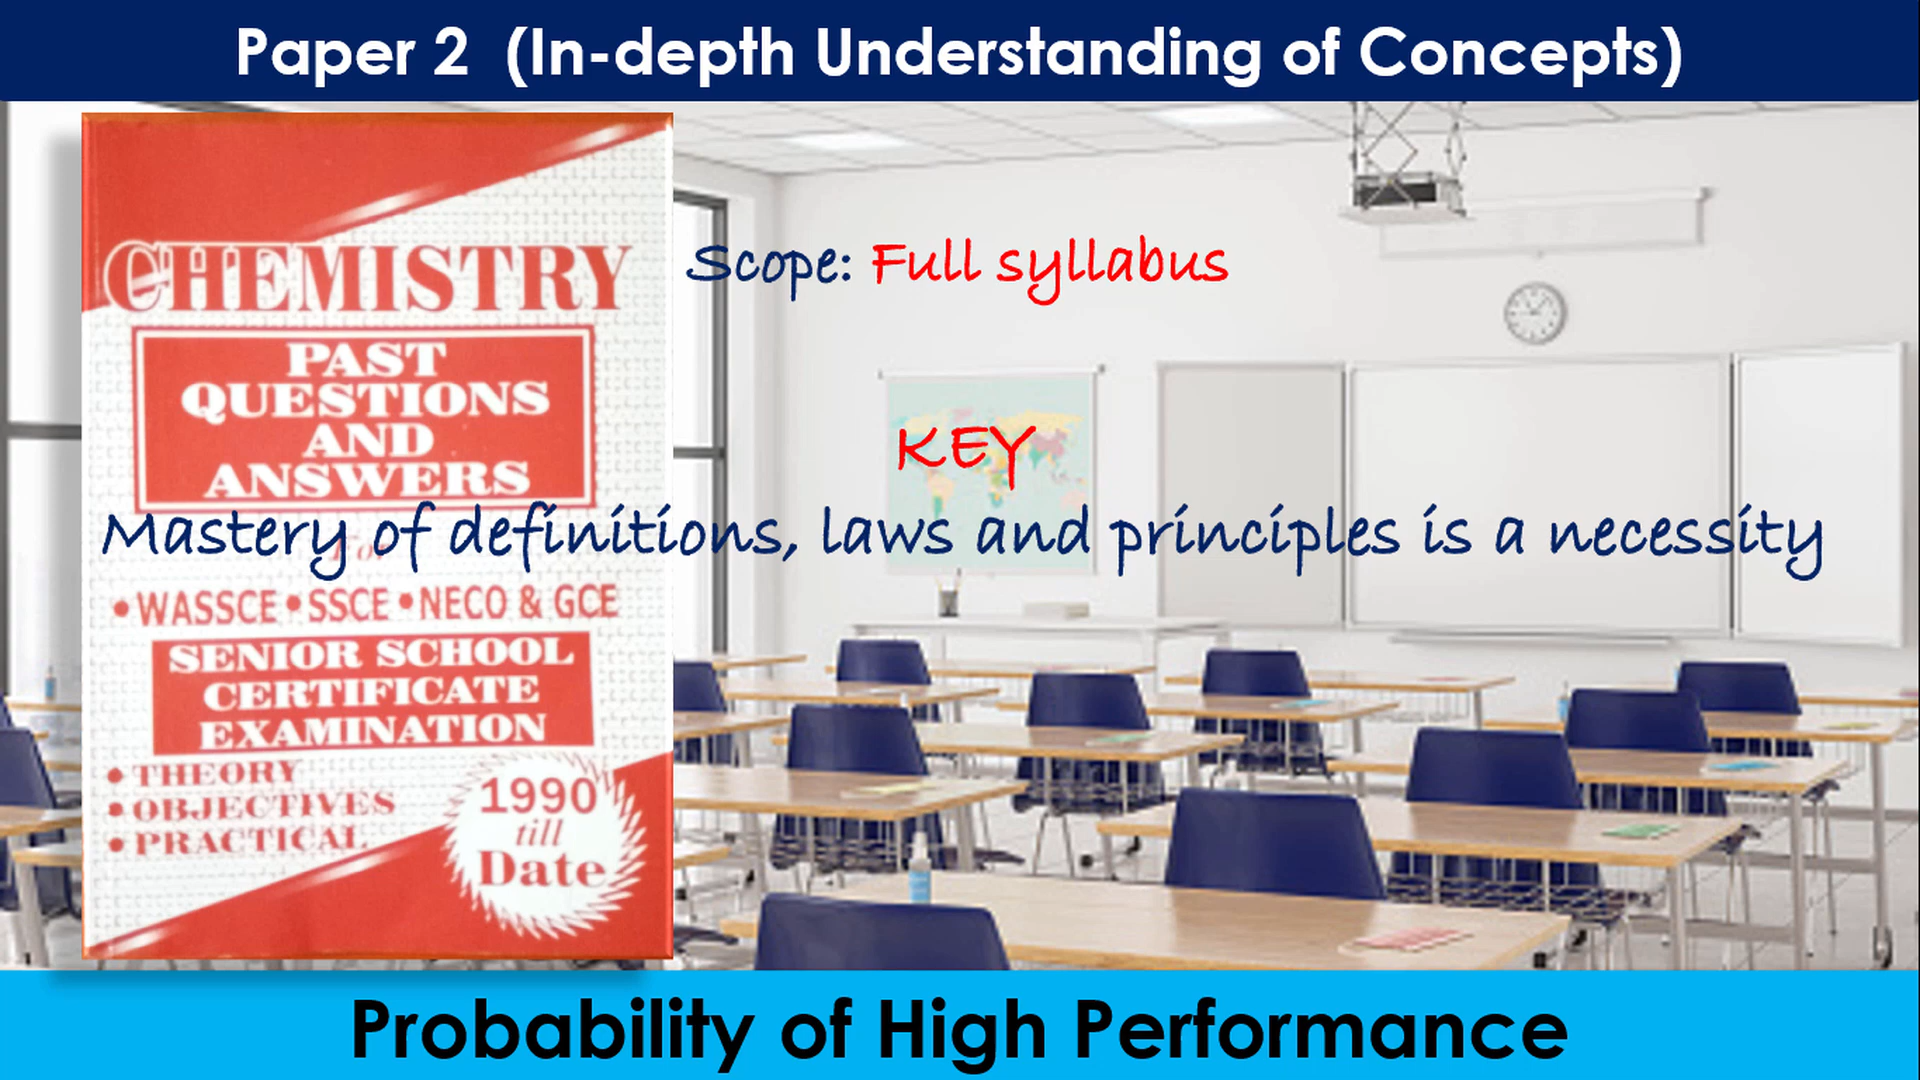 Paper 2 (In-depth Understanding of Concepts)
CHEMISTRY
PAST
QUESTIONS
AND
ANSWERS
For
• WASSCE • SSCE • NECO & GCE
SENIOR SCHOOL
CERTIFICATE
EXAMINATION
• THEORY
• OBJECTIVES
• PRACTICAL
1990
till
Date
Scope: Full syllabus
KEY
Mastery of definitions, laws and principles is a necessity
Probability of High Performance